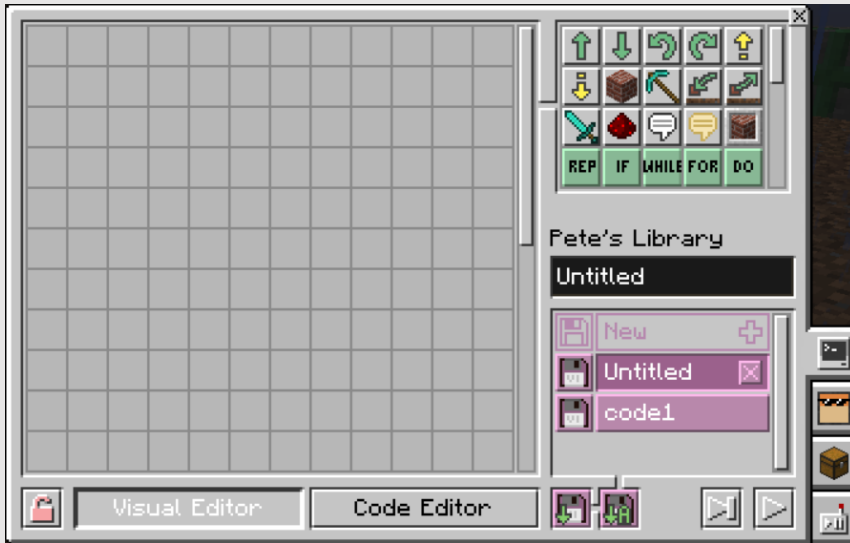 REP IF WHILE FOR DO
Pete's Library
Untitled
New
Untitled
code1
Visual Editor
Code Editor